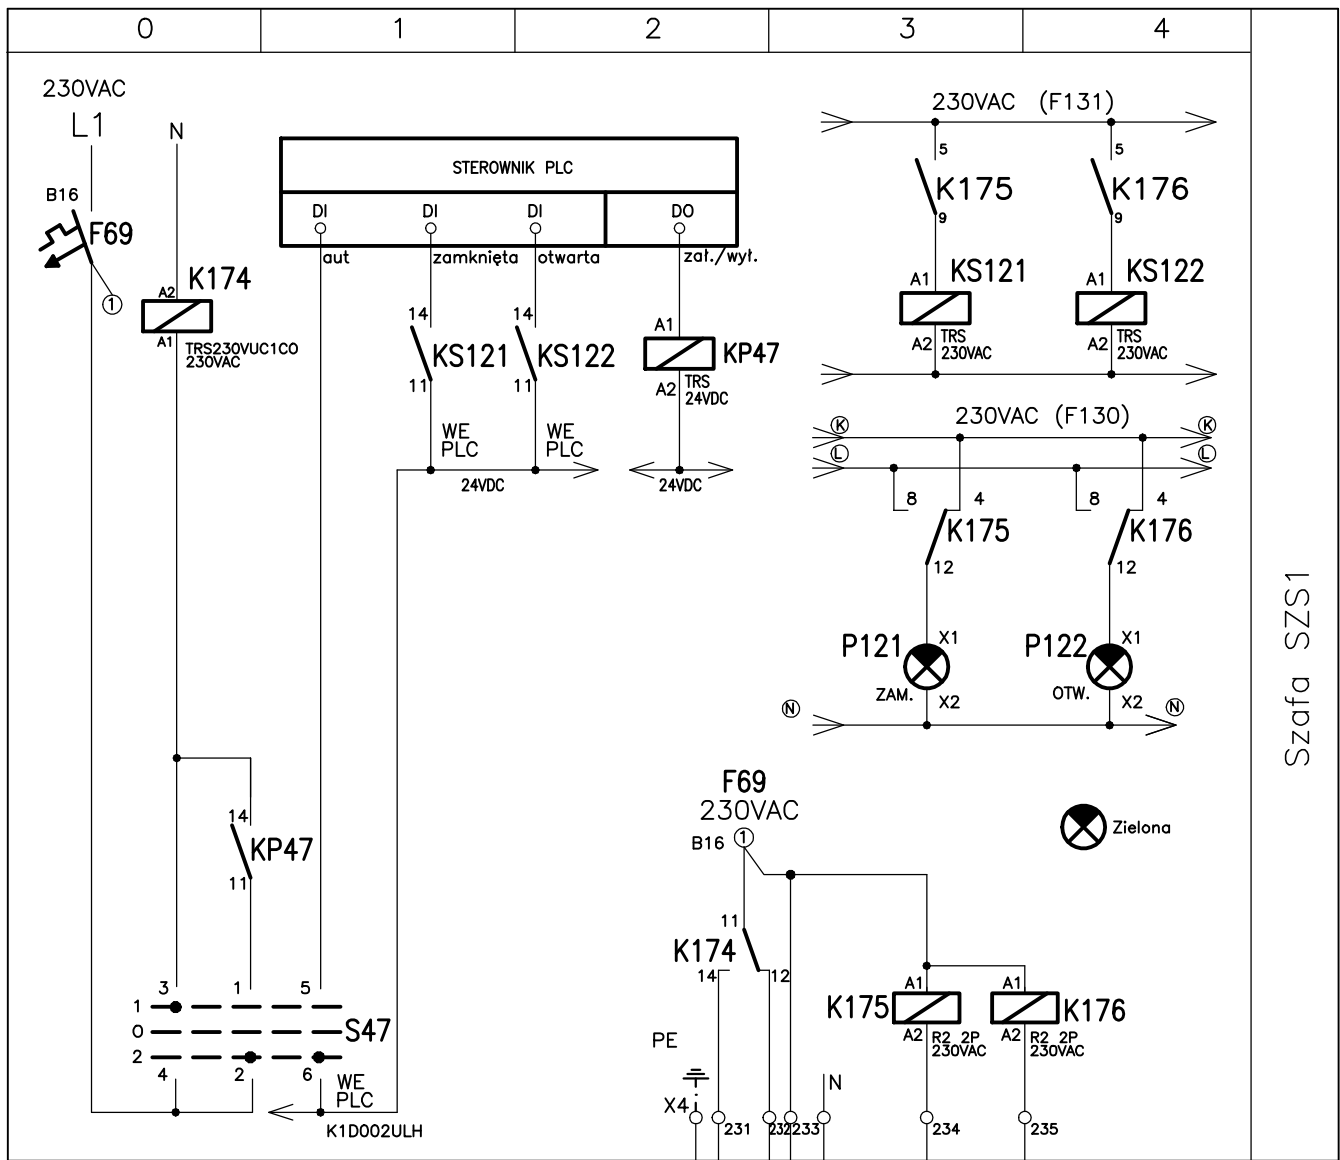 0 1 2 3 4
230VAC
L1
N
B16
F69
1
K174
A2
A1
TRS230VUC1CO
230VAC
STEROWNIK PLC
DI DI DI DO
aut zamknięta otwarta zał./wył.
14 14
KS121 KS122
11 11
A1
KP47
A2 TRS
24VDC
WE
PLC
WE
PLC
24VDC 24VDC
230VAC (F131)
5 5
K175 K176
9 9
KS121 KS122
A1 A1
A2 TRS
230VAC
A2 TRS
230VAC
230VAC (F130)
K K
L L
8 4 8 4
K175 K176
12 12
P121 X1 P122 X1
ZAM. X2 OTW. X2
N N
Zielona
Szafa SZS1
14
KP47
11
3 1 5
1
0 S47
2
4 2 6
WE
PLC
K1D002ULH
F69
230VAC
B16 1
11
K174
14 12
A1 A1
K175 K176
A2 R2 2P
230VAC
A2 R2 2P
230VAC
PE
N
X4
231 232 233 234 235